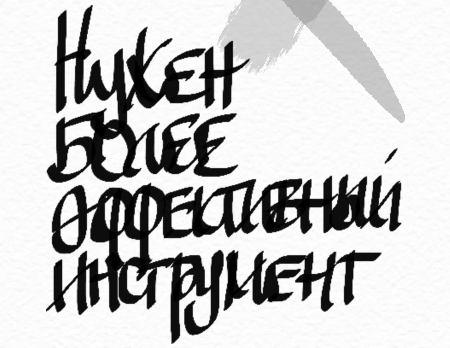 Нужен
более
эффективный
инструмент